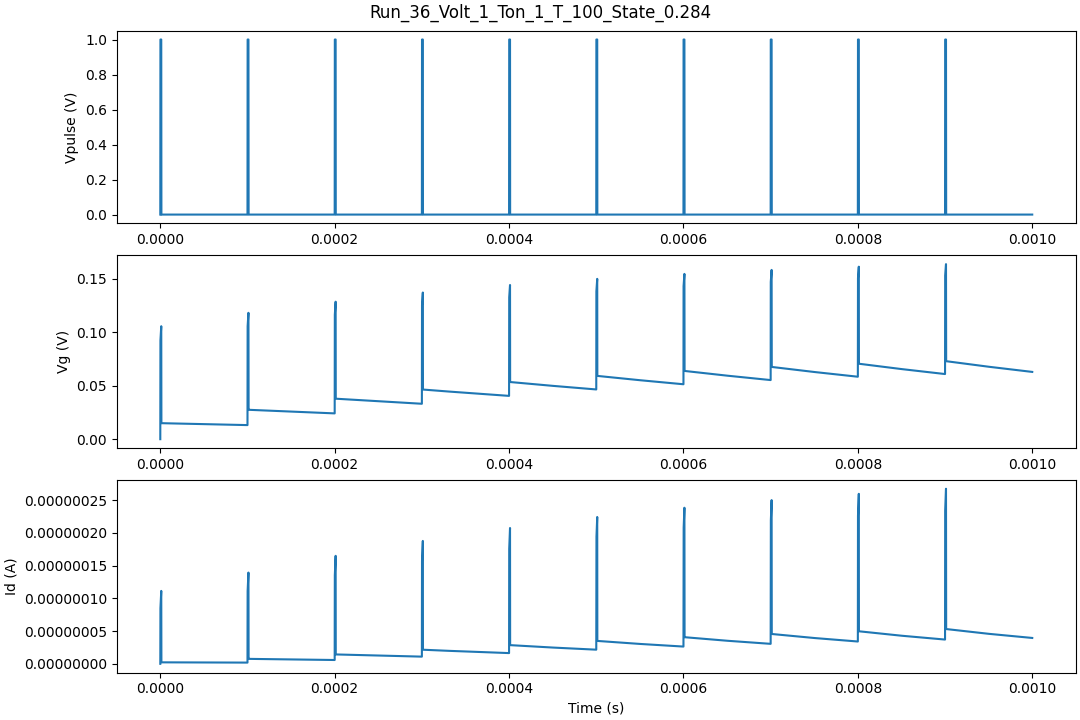 Run_36_Volt_1_Ton_1_T_100_State_0.284
Vpulse (V)
1.0
0.8
0.6
0.4
0.2
0.0
0.0000 0.0002 0.0004 0.0006 0.0008 0.0010
Vg (V)
0.15
0.10
0.05
0.00
0.0000 0.0002 0.0004 0.0006 0.0008 0.0010
Id (A)
0.00000025
0.00000020
0.00000015
0.00000010
0.00000005
0.00000000
0.0000 0.0002 0.0004 0.0006 0.0008 0.0010
Time (s)